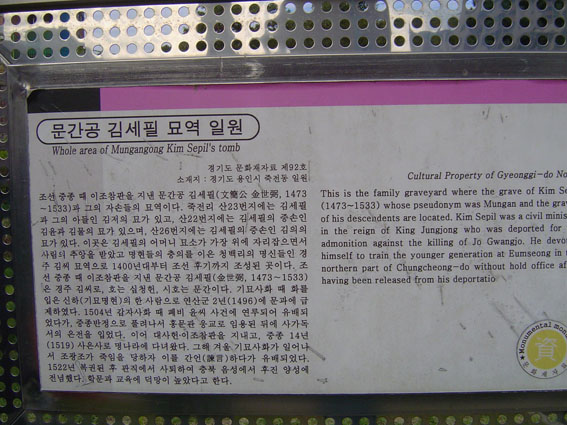 문간공 김세필 묘역 일원
Whole area of Mungangong Kim Sepil's tomb
경기도 문화재자료 제92호
소재지 : 경기도 용인시 죽전동 일원
조선 중종 때 이조참판을 지낸 문간공 김세필(文簡公 金世弼, 1473
~1533)과 그의 자손들의 묘역이다. 죽전리 산23번지에는 김세필
과 그의 아들인 김저의 묘가 있고, 산22번지에는 김세필의 증손인
김윤과 김물의 묘가 있으며, 산26번지에는 김세필의 증손인 김의의
묘가 있다. 이곳은 김세필의 어머니 묘소가 가장 위에 자리잡으면서
사림의 추앙을 받았고 명현들의 충의를 이은 청백리의 명신들인 경
주 김씨 묘역으로 1400년대부터 조선 후기까지 조성된 곳이다. 조
선 중종 때 이조참판을 지낸 문간공 김세필(金世弼, 1473~1533)
은 경주 김씨로, 호는 십청헌, 시호는 문간이다. 기묘사화 때 화를
입은 신하(기묘명현)의 한 사람으로 연산군 2년(1496)에 문과에 급
제하였다. 1504년 갑자사화 때 폐비 윤씨 사건에 연루되어 유배되
었다가, 중종반정으로 풀려나서 홍문관 응교로 임용된 뒤에 사가독
서의 은전을 입었다. 이어 대사헌·이조참판을 지내고, 중종 14년
(1519) 사은사로 명나라에 다녀왔다. 그해 겨울 기묘사화가 일어나
서 조광조가 죽임을 당하자 이를 간언(諫言)하다가 유배되었다.
1522년 복권된 후 관직에서 사퇴하여 충북 음성에서 후진 양성에
전념했다. 학문과 교육에 덕망이 높았다고 한다.
Cultural Property of Gyeonggi-do No
This is the family graveyard where the grave of Kim Se
(1473~1533) whose pseudonym was Mungan and the grav
of his descendants are located. Kim Sepil was a civil minis
in the reign of King Jungjong who was deported for
admonition against the killing of Jo Gwangjo. He devo
himself to train the younger generation at Eumseong in t
northern part of Chungcheong-do without hold office af
having been released from his deportatio
Monumental
資
문화재자료